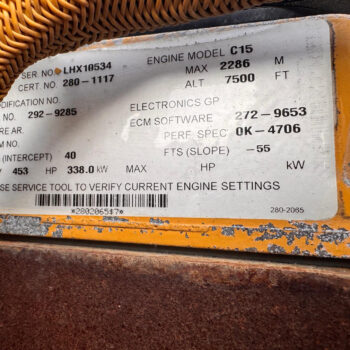 SER. NO. LHX10534 ENGINE MODEL C15
CERT. NO. 280-1117 MAX 2286 M
ALT 7500 FT
ODIFICATION NO.
NO. 292-9285 ELECTRONICS GP
RE AR. ECM SOFTWARE 272-9653
M NO. PERF. SPEC 0K-4706
(INTERCEPT) 40 FTS (SLOPE) -55
Y 453 HP 338.0 kW MAX HP kW
SE SERVICE TOOL TO VERIFY CURRENT ENGINE SETTINGS
*2802065$7*
280-2065